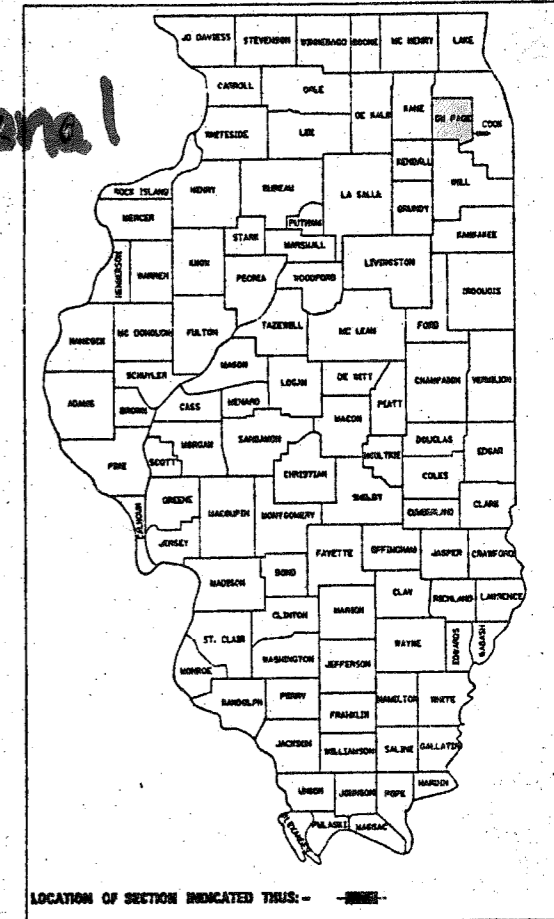 JO DAVIESS STEVENSON WINNEBAGO BOONE MC HENRY LAKE
CARROLL OGLE DE KALB KANE DU PAGE COOK
WHITESIDE LEE
KENDALL WILL
ROCK ISLAND HENRY BUREAU LA SALLE GRUNDY
MERCER PUTNAM KANKAKEE
STARK MARSHALL
HENDERSON WARREN KNOX PEORIA WOODFORD LIVINGSTON IROQUOIS
HANCOCK MC DONOUGH FULTON TAZEWELL MC LEAN FORD
SCHUYLER MASON LOGAN DE WITT CHAMPAIGN VERMILION
ADAMS BROWN CASS MENARD MACON PIATT
MORGAN SANGAMON DOUGLAS EDGAR
PIKE SCOTT CHRISTIAN MOULTRIE COLES
GREENE MACOUPIN MONTGOMERY SHELBY CUMBERLAND CLARK
CALHOUN JERSEY FAYETTE EFFINGHAM JASPER CRAWFORD
MADISON BOND CLAY RICHLAND LAWRENCE
CLINTON MARION
ST. CLAIR WAYNE EDWARDS WABASH
MONROE WASHINGTON JEFFERSON
RANDOLPH PERRY HAMILTON WHITE
FRANKLIN
JACKSON WILLIAMSON SALINE GALLATIN
UNION JOHNSON POPE HARDIN
ALEXANDER PULASKI MASSAC
LOCATION OF SECTION INDICATED THUS: -